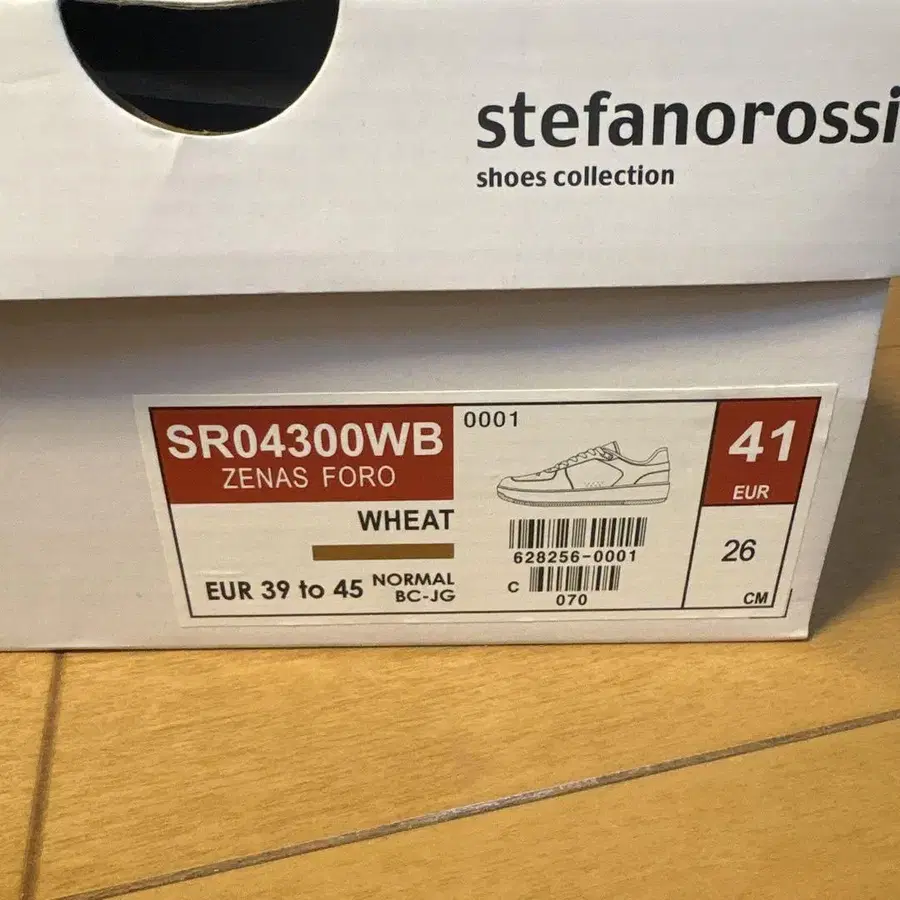 stefanorossi
shoes collection
SR04300WB
ZENAS FORO
0001
41
EUR
WHEAT
628256-0001
26
CM
EUR 39 to 45
NORMAL
BC-JG
C
070